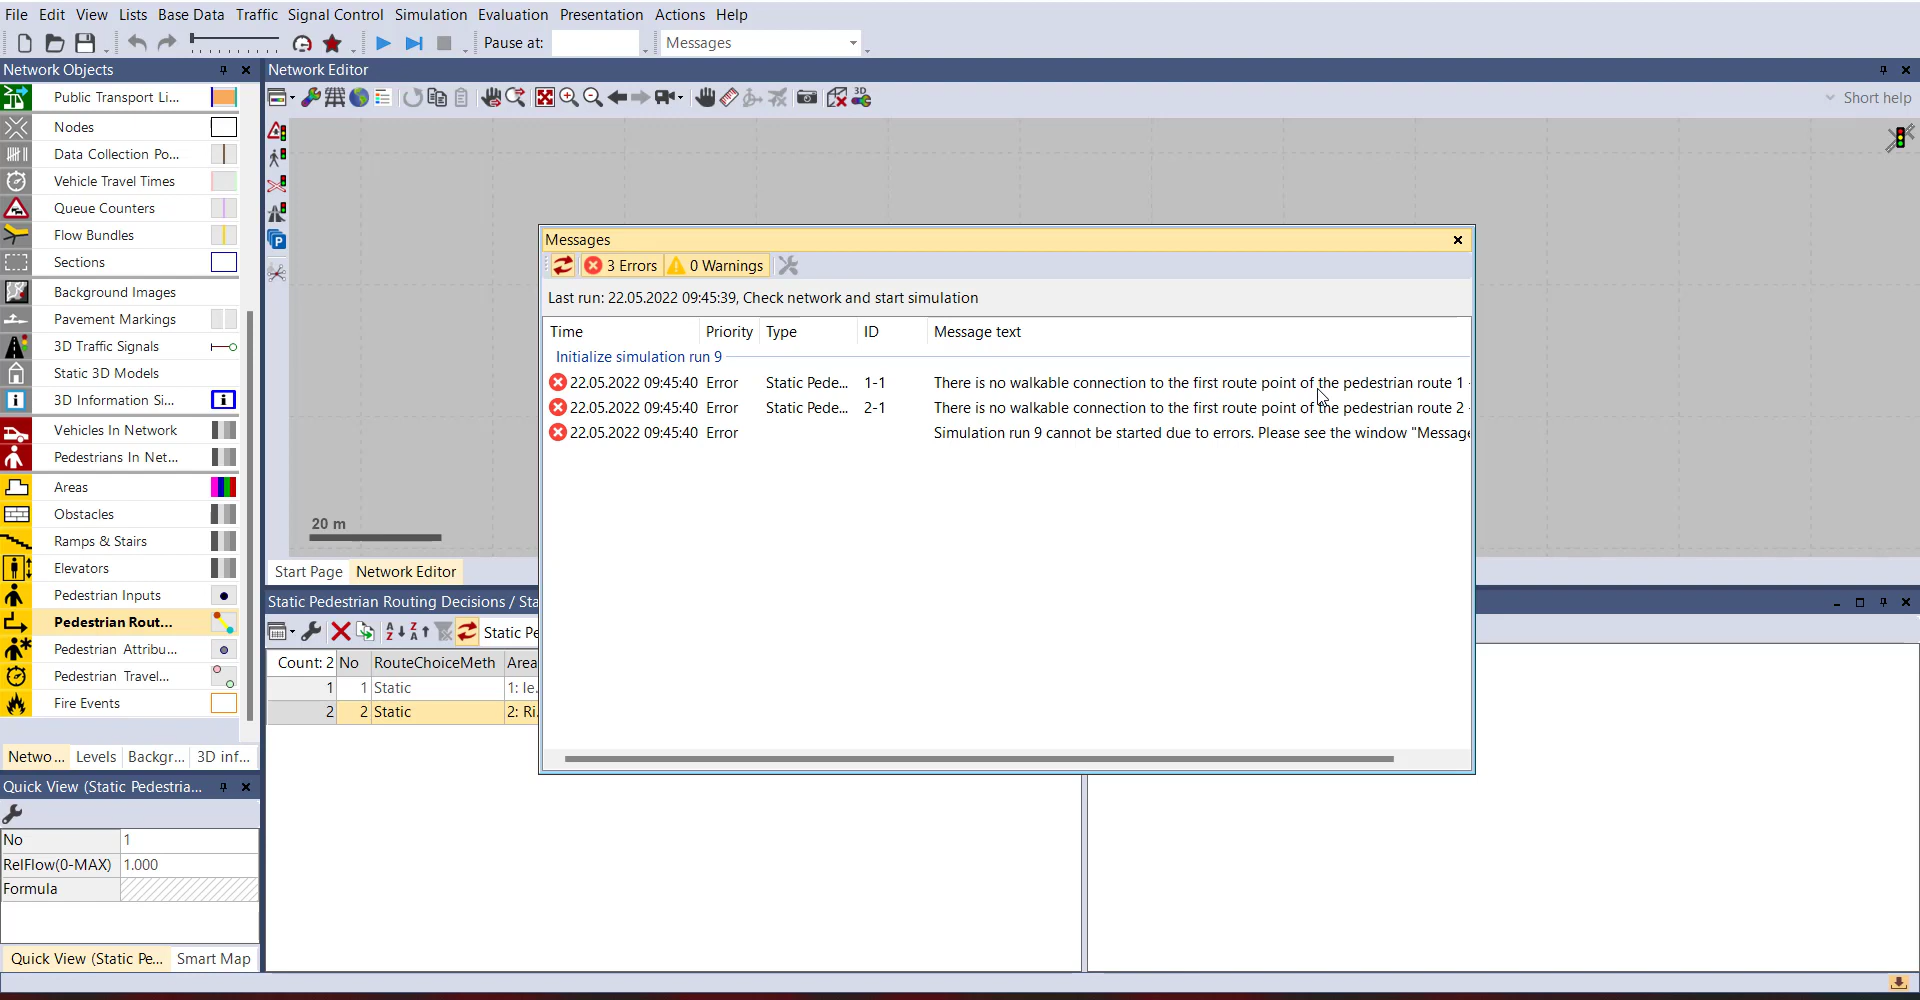 File Edit View Lists Base Data Traffic Signal Control Simulation Evaluation Presentation Actions Help
Pause at: Messages
Network Objects
Network Editor
Short help
Public Transport Li...
Nodes
Data Collection Po...
Vehicle Travel Times
Queue Counters
Flow Bundles
Sections
Background Images
Pavement Markings
3D Traffic Signals
Static 3D Models
3D Information Si...
Vehicles In Network
Pedestrians In Net...
Areas
Obstacles
Ramps & Stairs
Elevators
Pedestrian Inputs
Pedestrian Rout...
Pedestrian Attribu...
Pedestrian Travel...
Fire Events
Netwo... Levels Backgr... 3D inf...
Quick View (Static Pedestria...
No 1
RelFlow(0-MAX) 1.000
Formula
Quick View (Static Pe... Smart Map
20 m
Start Page Network Editor
Static Pedestrian Routing Decisions / Sta
Static Pe
Count: 2 No RouteChoiceMeth Area
1 1 Static 1: le..
2 2 Static 2: Ri..
Messages
3 Errors 0 Warnings
Last run: 22.05.2022 09:45:39, Check network and start simulation
Time Priority Type ID Message text
Initialize simulation run 9
22.05.2022 09:45:40 Error Static Pede... 1-1 There is no walkable connection to the first route point of the pedestrian route 1 -
22.05.2022 09:45:40 Error Static Pede... 2-1 There is no walkable connection to the first route point of the pedestrian route 2 -
22.05.2022 09:45:40 Error Simulation run 9 cannot be started due to errors. Please see the window "Message